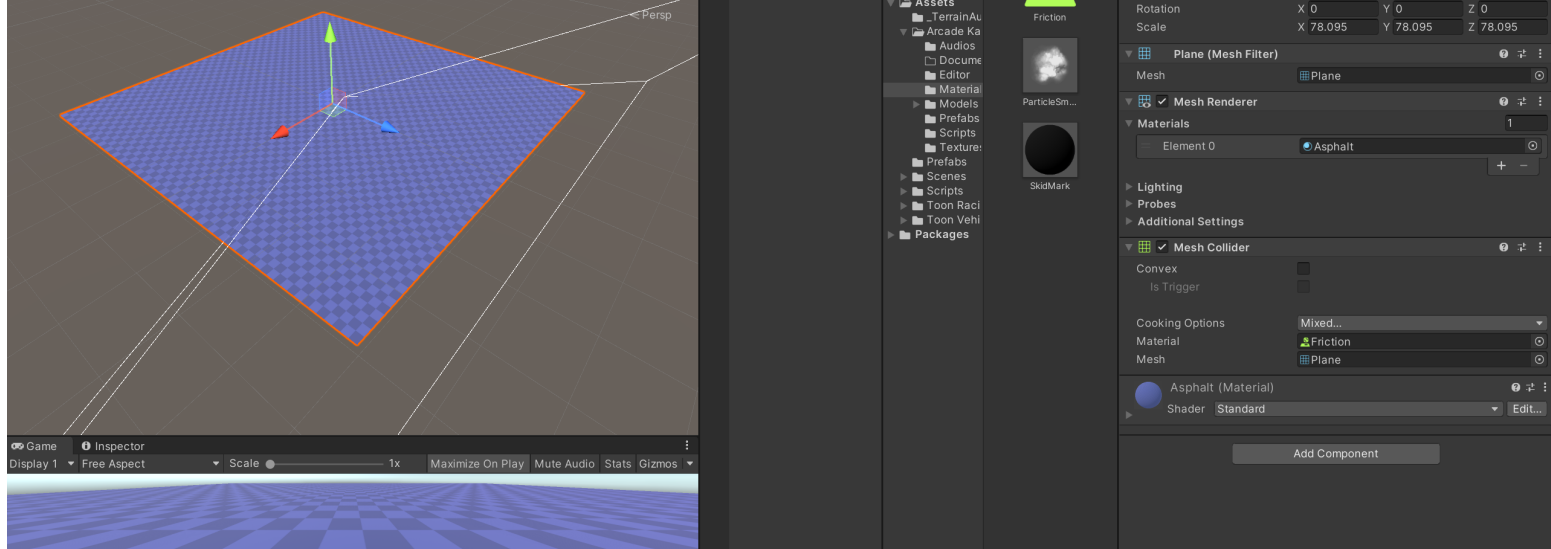 Persp
Game
Inspector
Display 1
Free Aspect
Scale
1x
Maximize On Play
Mute Audio
Stats
Gizmos
Assets
_TerrainAu
Arcade Ka
Audios
Docume
Editor
Material
Models
Prefabs
Scripts
Textures
Prefabs
Scenes
Scripts
Toon Raci
Toon Vehi
Packages
Friction
ParticleSm...
SkidMark
Rotation X 0 Y 0 Z 0
Scale X 78.095 Y 78.095 Z 78.095
Plane (Mesh Filter)
Mesh Plane
Mesh Renderer
Materials 1
Element 0 Asphalt
+ −
Lighting
Probes
Additional Settings
Mesh Collider
Convex
Is Trigger
Cooking Options Mixed...
Material Friction
Mesh Plane
Asphalt (Material)
Shader Standard Edit...
Add Component